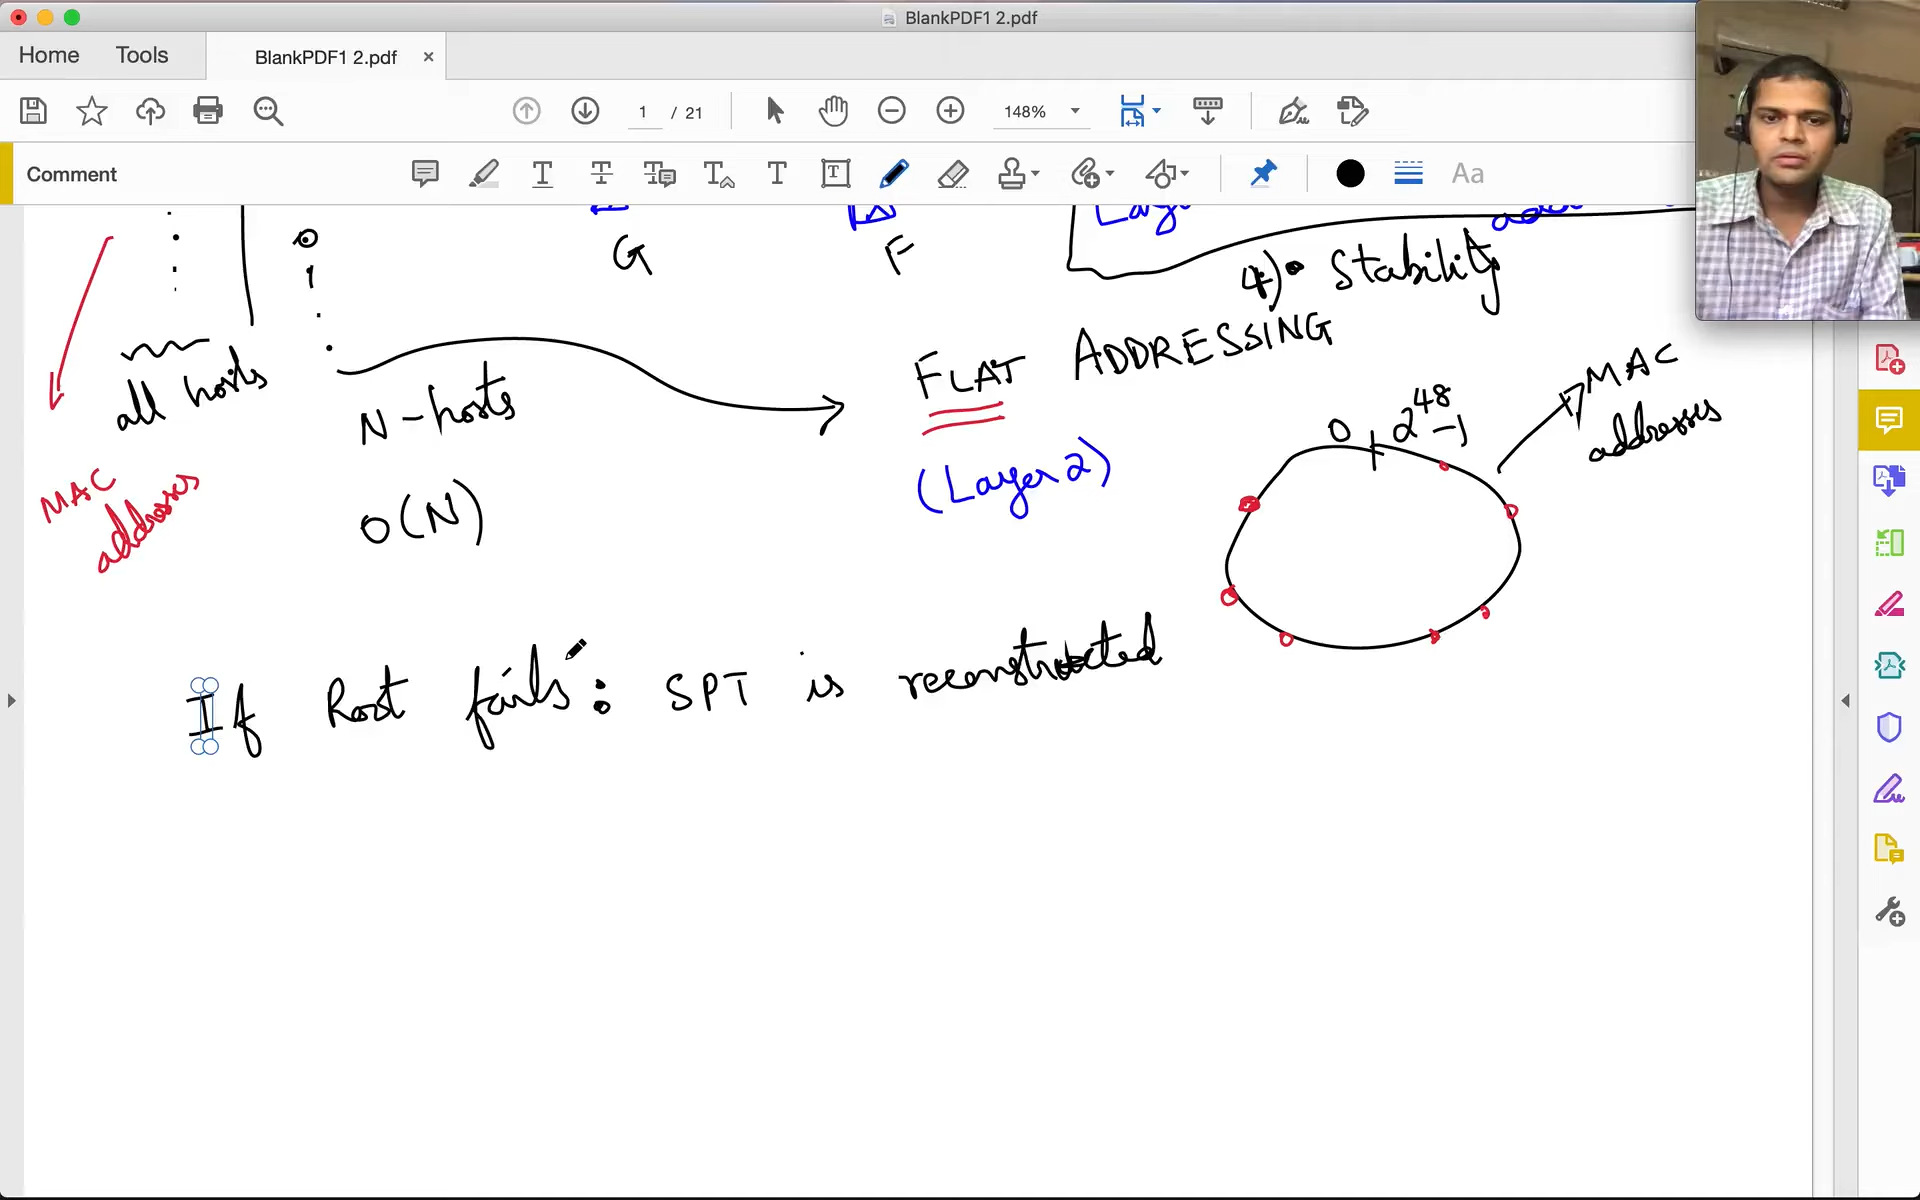 BlankPDF1 2.pdf
Home Tools BlankPDF1 2.pdf ×
1 / 21 148%
Comment Aa
G F
4) Stability
all hosts
N - hosts
FLAT ADDRESSING
MAC addresses
0 2^48 - 1
(Layer 2)
MAC addresses
O(N)
If Root fails : SPT is reconstructed